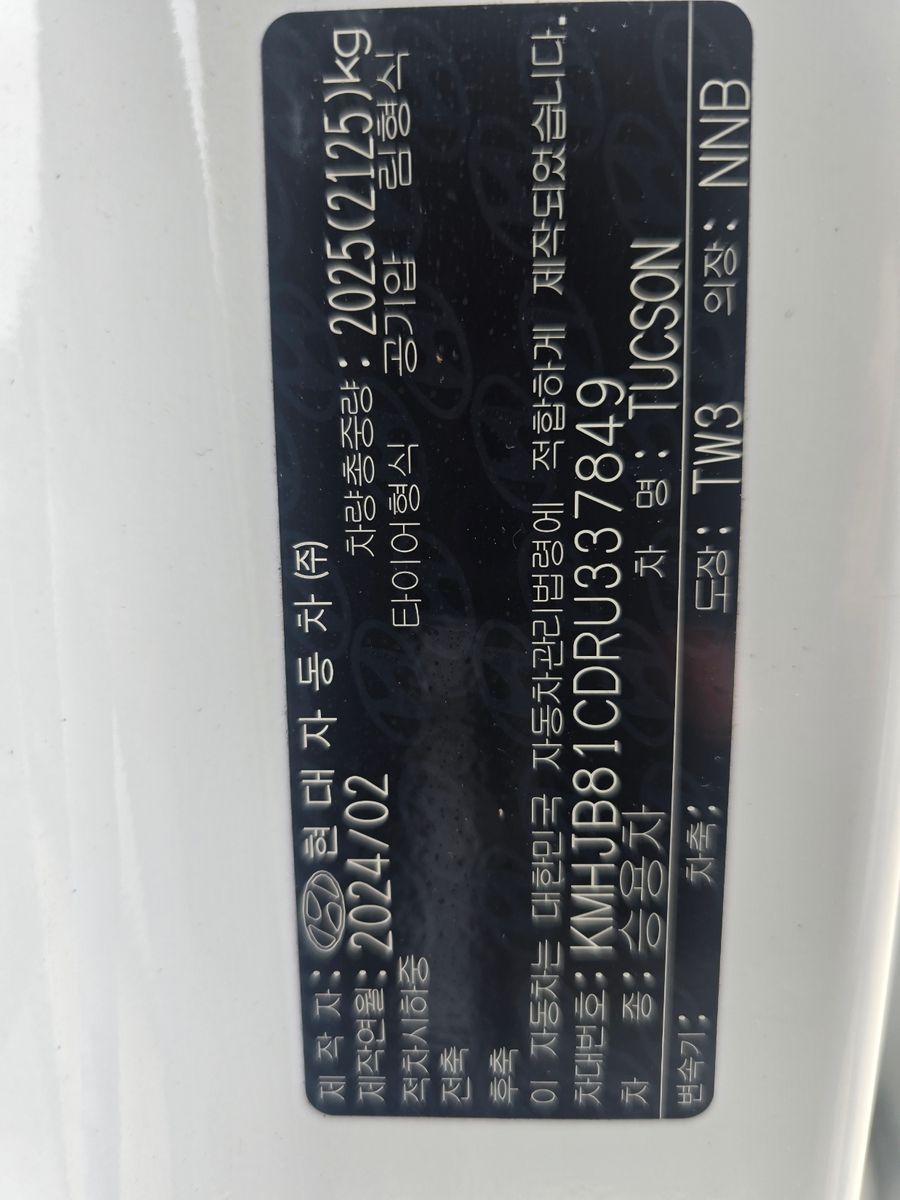 제 작 자: 현 대 자 동 차 (주)
제작연월: 2024/02 차량총중량: 2025(2125)kg
적차시하중 타이어형식 공기압 림형식
전축
후축
이 자동차는 대한민국 자동차관리법령에 적합하게 제작되었습니다.
차대번호: KMHJB81CDRU337849
차 종: 승용차 차 명: TUCSON
변속기: 차축: 도장: TW3 의장: NNB